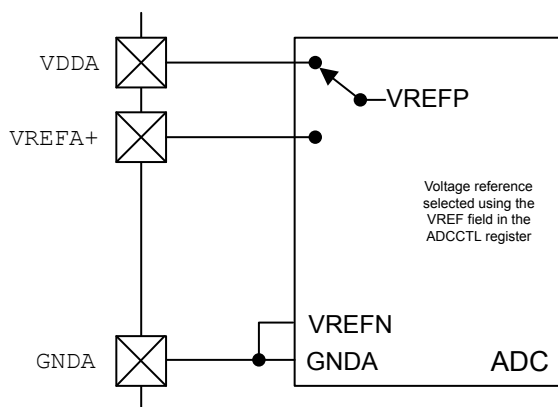 VDDA
VREFP
VREFA+
Voltage reference
selected using the
VREF field in the
ADCCTL register
VREFN
GNDA
GNDA
ADC